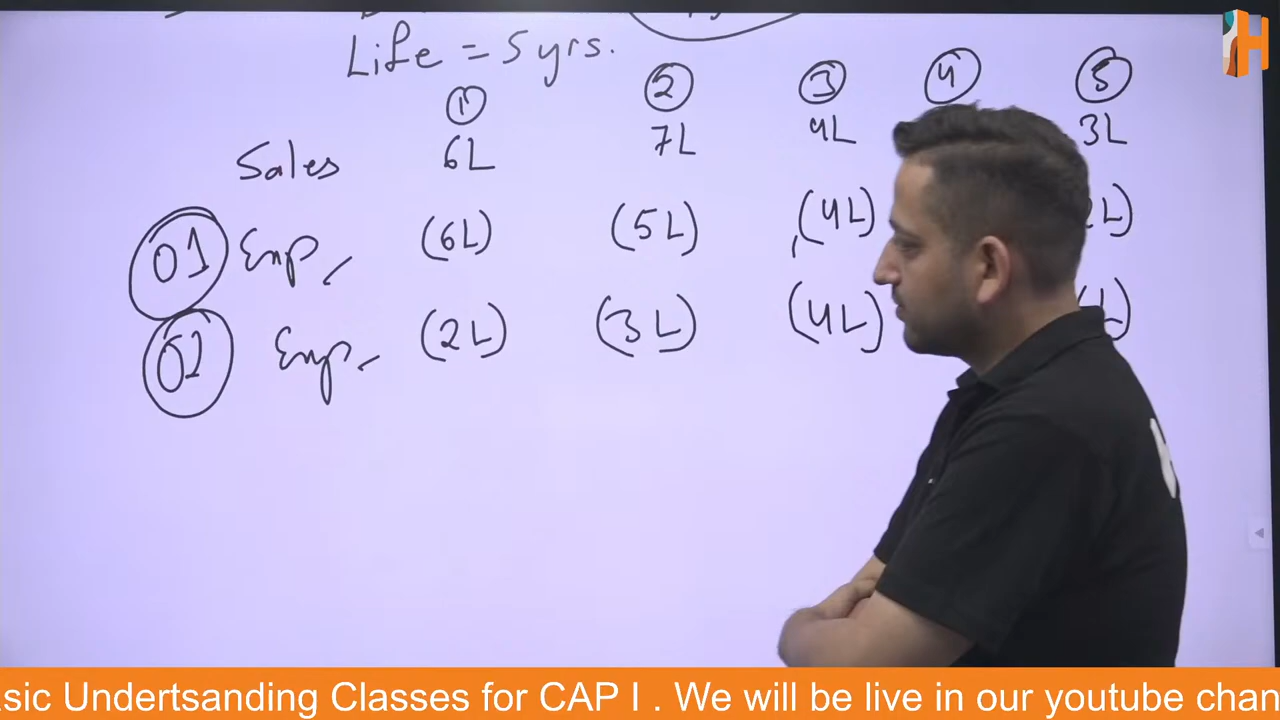 Life = 5 yrs.
1 2 3 4 5
Sales 6L 7L 4L 3L
01 Exp. (6L) (5L) (4L) L)
02 Exp. (2L) (3L) (4L) L)
sic Undertsanding Classes for CAP I . We will be live in our youtube chan
H